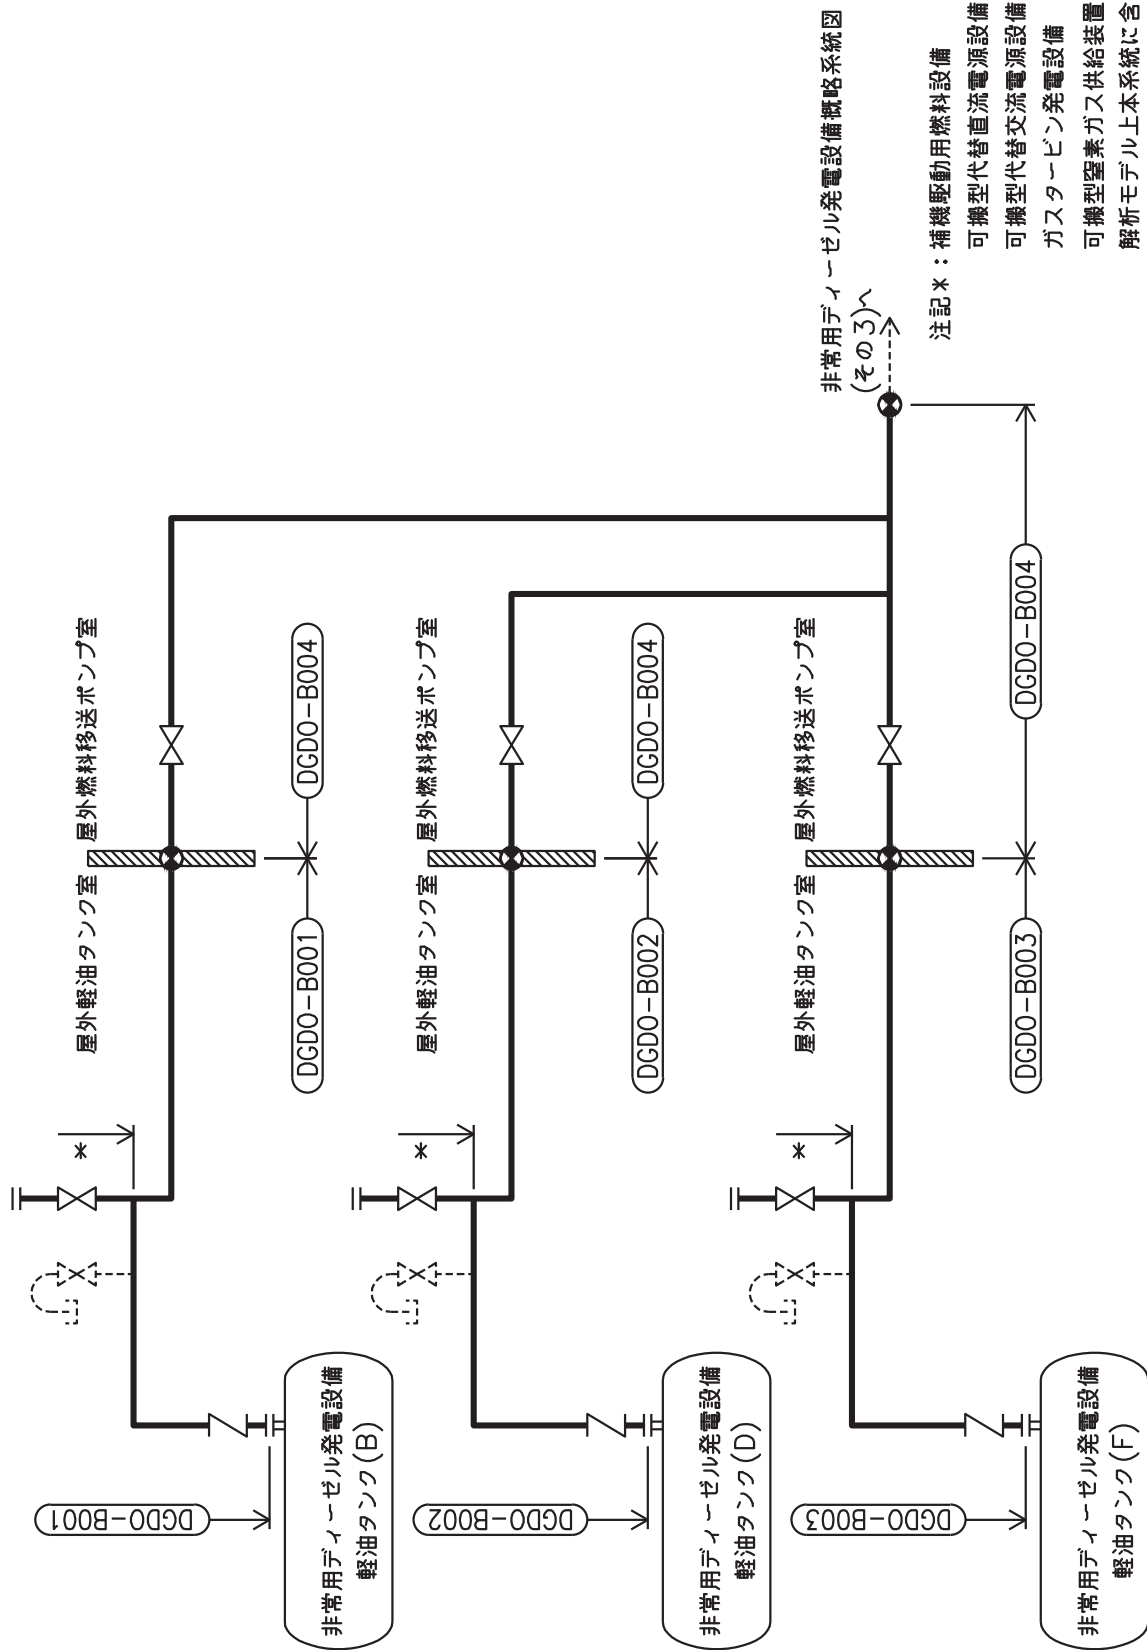 DGDO-B001
非常用ディーゼル発電設備
軽油タンク(B)
*
屋外軽油タンク室
屋外燃料移送ポンプ室
DGDO-B001
DGDO-B004
DGDO-B002
非常用ディーゼル発電設備
軽油タンク(D)
*
屋外軽油タンク室
屋外燃料移送ポンプ室
DGDO-B002
DGDO-B004
DGDO-B003
非常用ディーゼル発電設備
軽油タンク(F)
*
屋外軽油タンク室
屋外燃料移送ポンプ室
DGDO-B003
DGDO-B004
非常用ディーゼル発電設備概略系統図
(その3)へ
注記*:補機駆動用燃料設備
可搬型代替直流電源設備
可搬型代替交流電源設備
ガスタービン発電設備
可搬型窒素ガス供給装置
解析モデル上本系統に含